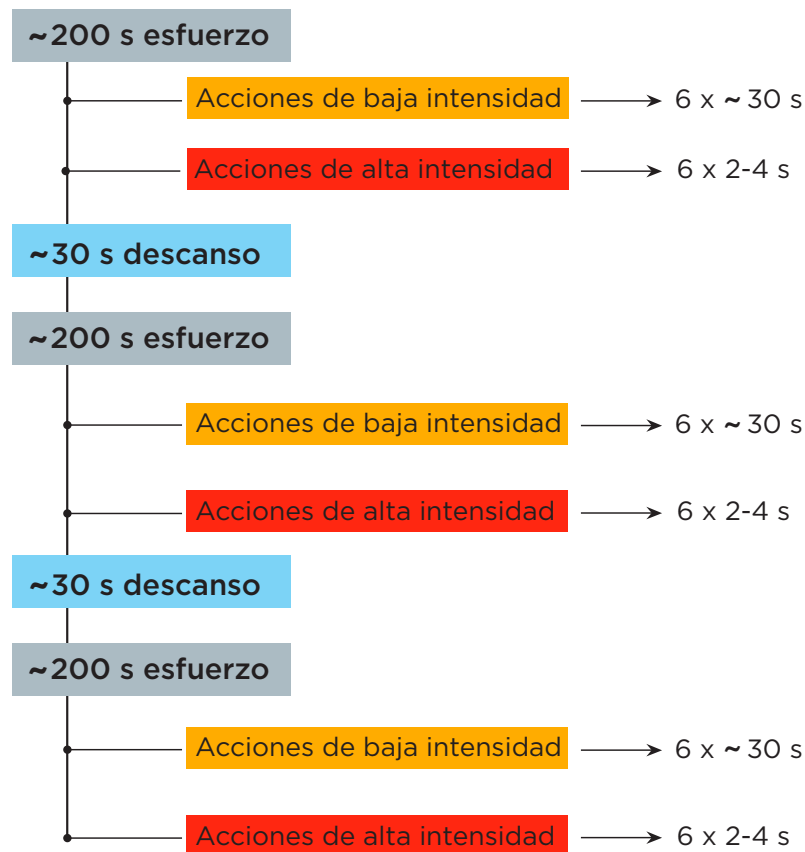 ~200 s esfuerzo
Acciones de baja intensidad 6 x ~ 30 s
Acciones de alta intensidad 6 x 2-4 s
~30 s descanso
~200 s esfuerzo
Acciones de baja intensidad 6 x ~ 30 s
Acciones de alta intensidad 6 x 2-4 s
~30 s descanso
~200 s esfuerzo
Acciones de baja intensidad 6 x ~ 30 s
Acciones de alta intensidad 6 x 2-4 s